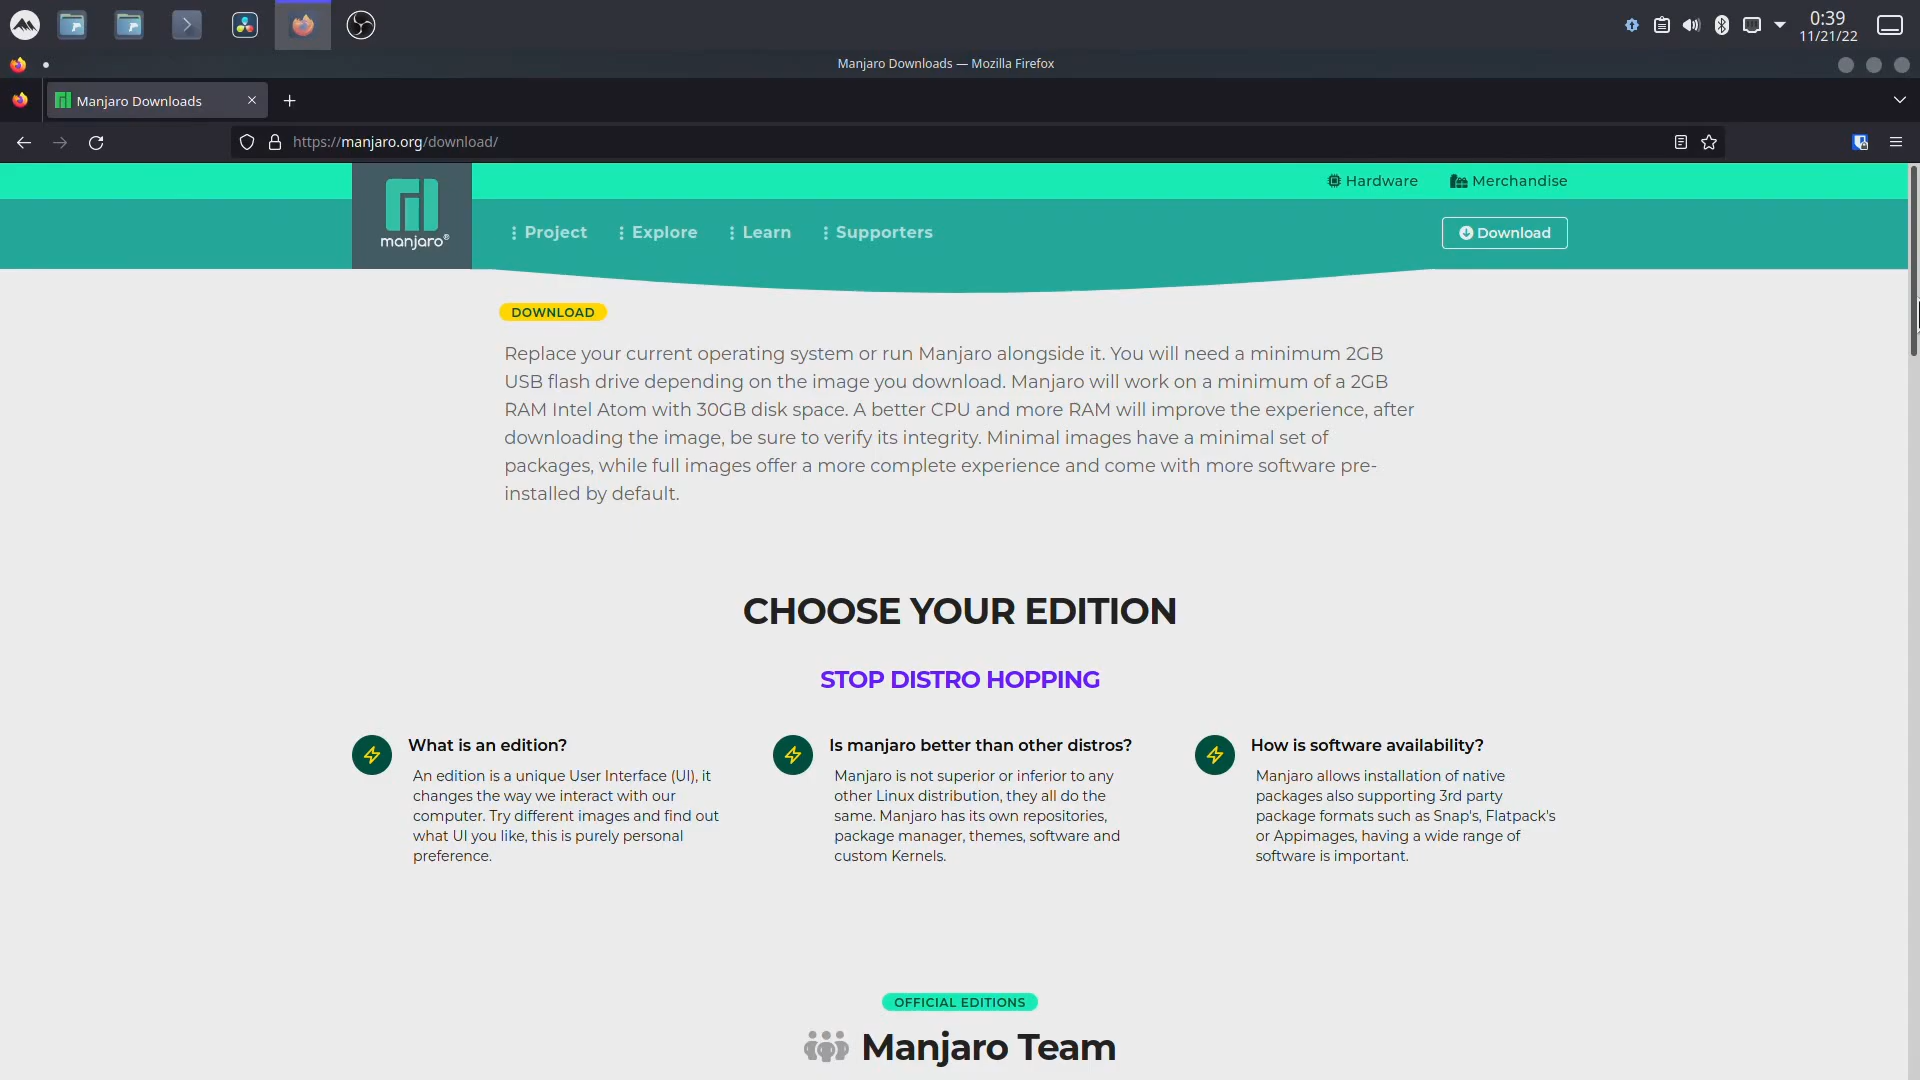 0:39
11/21/22
Manjaro Downloads — Mozilla Firefox
Manjaro Downloads
https://manjaro.org/download/
Hardware
Merchandise
manjaro®
Project
Explore
Learn
Supporters
Download
DOWNLOAD
Replace your current operating system or run Manjaro alongside it. You will need a minimum 2GB
USB flash drive depending on the image you download. Manjaro will work on a minimum of a 2GB
RAM Intel Atom with 30GB disk space. A better CPU and more RAM will improve the experience, after
downloading the image, be sure to verify its integrity. Minimal images have a minimal set of
packages, while full images offer a more complete experience and come with more software pre-
installed by default.
CHOOSE YOUR EDITION
STOP DISTRO HOPPING
What is an edition?
An edition is a unique User Interface (UI), it
changes the way we interact with our
computer. Try different images and find out
what UI you like, this is purely personal
preference.
Is manjaro better than other distros?
Manjaro is not superior or inferior to any
other Linux distribution, they all do the
same. Manjaro has its own repositories,
package manager, themes, software and
custom Kernels.
How is software availability?
Manjaro allows installation of native
packages also supporting 3rd party
package formats such as Snap's, Flatpack's
or Appimages, having a wide range of
software is important.
OFFICIAL EDITIONS
Manjaro Team